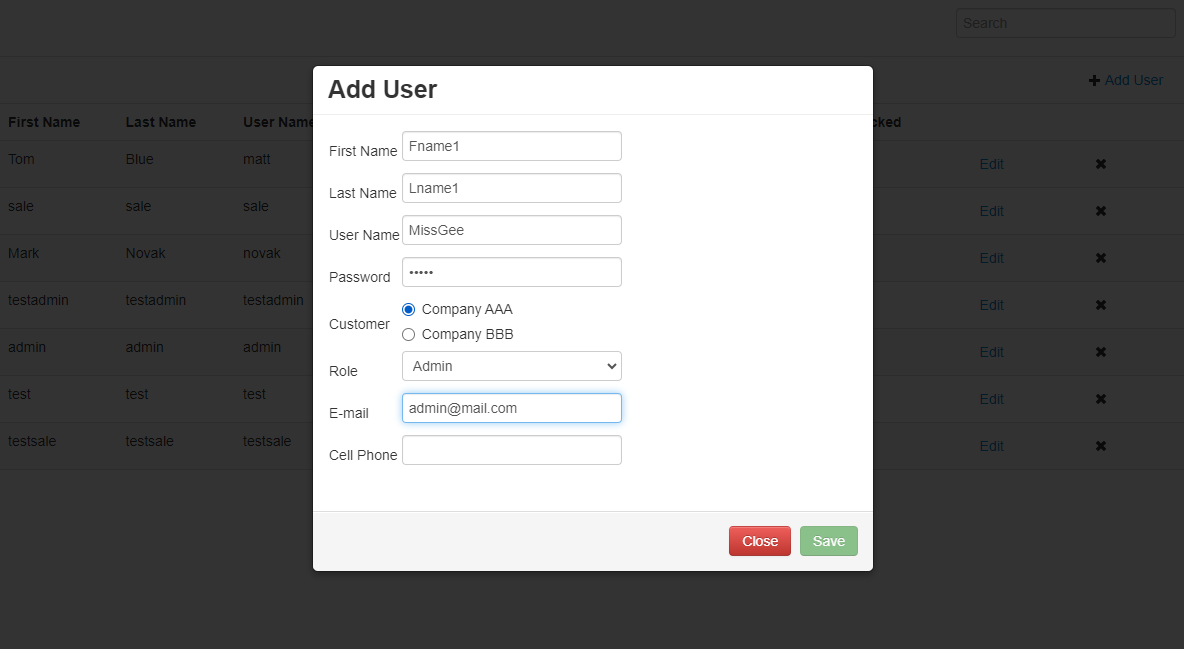 Search
Add User
First Name Last Name User Name cked
Tom Blue matt Edit
sale sale sale Edit
Mark Novak novak Edit
testadmin testadmin testadmin Edit
admin admin admin Edit
test test test Edit
testsale testsale testsale Edit
Add User
First Name Fname1
Last Name Lname1
User Name MissGee
Password •••••
Customer
Company AAA
Company BBB
Role Admin
E-mail admin@mail.com
Cell Phone
Close Save